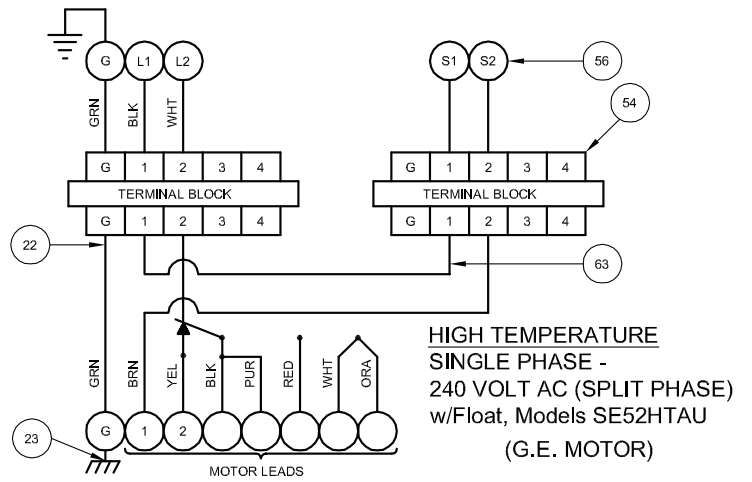 G L1 L2 S1 S2 56
54
GRN BLK WHT
G 1 2 3 4 G 1 2 3 4
TERMINAL BLOCK TERMINAL BLOCK
G 1 2 3 4 G 1 2 3 4
22
63
HIGH TEMPERATURE
SINGLE PHASE -
240 VOLT AC (SPLIT PHASE)
w/Float, Models SE52HTAU
(G.E. MOTOR)
GRN BRN YEL BLK PUR RED WHT ORA
G 1 2
23
MOTOR LEADS